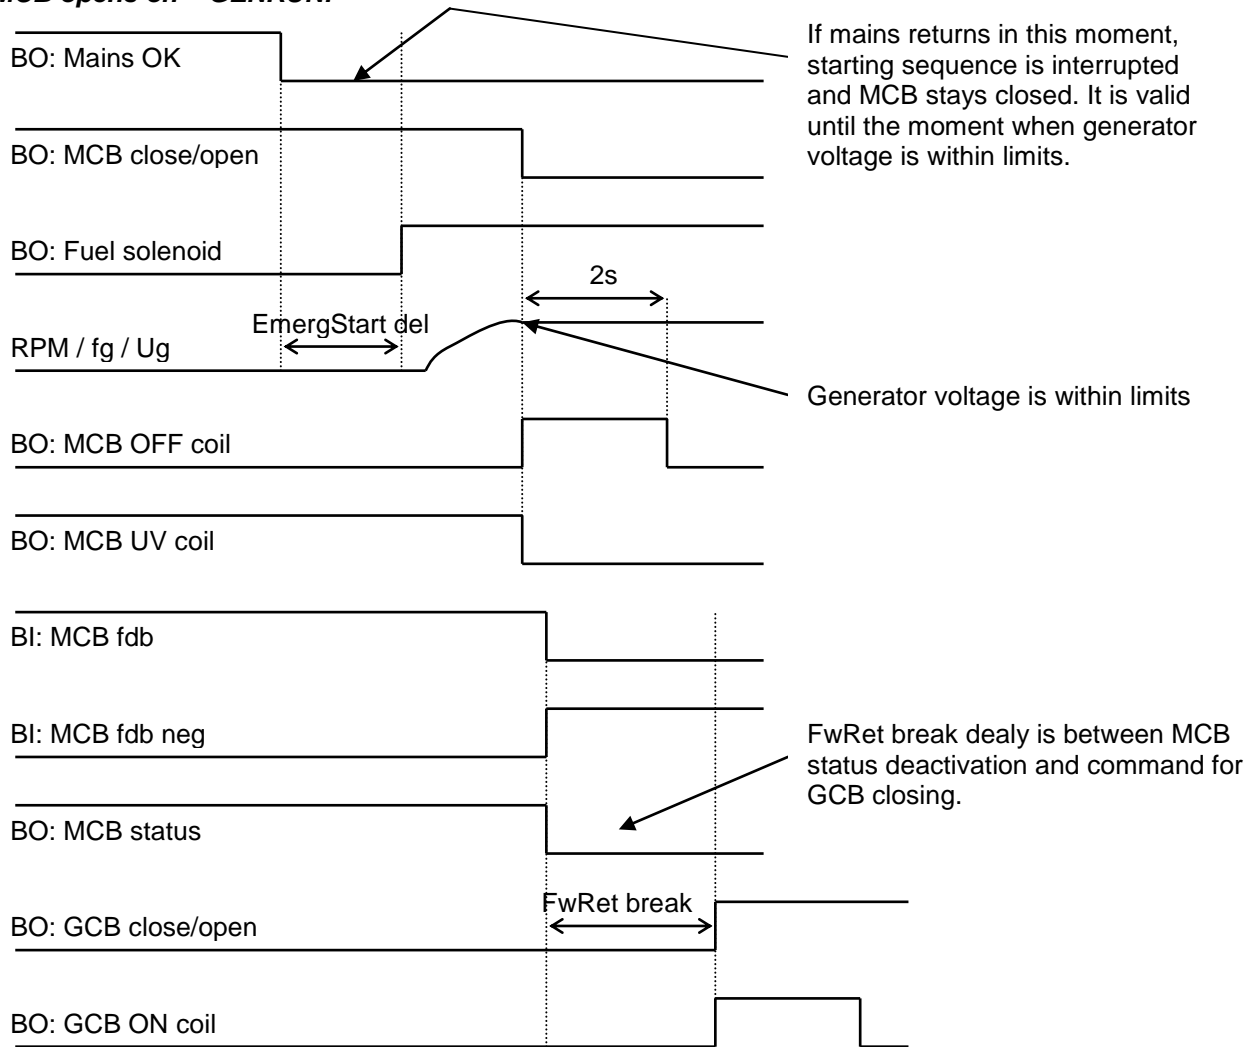 MCB opens on = GENRUN:
If mains returns in this moment,
starting sequence is interrupted
and MCB stays closed. It is valid
until the moment when generator
voltage is within limits.
BO: Mains OK
BO: MCB close/open
BO: Fuel solenoid
2s
EmergStart del
RPM / fg / Ug
Generator voltage is within limits
BO: MCB OFF coil
BO: MCB UV coil
BI: MCB fdb
BI: MCB fdb neg
FwRet break dealy is between MCB
status deactivation and command for
GCB closing.
BO: MCB status
FwRet break
BO: GCB close/open
BO: GCB ON coil